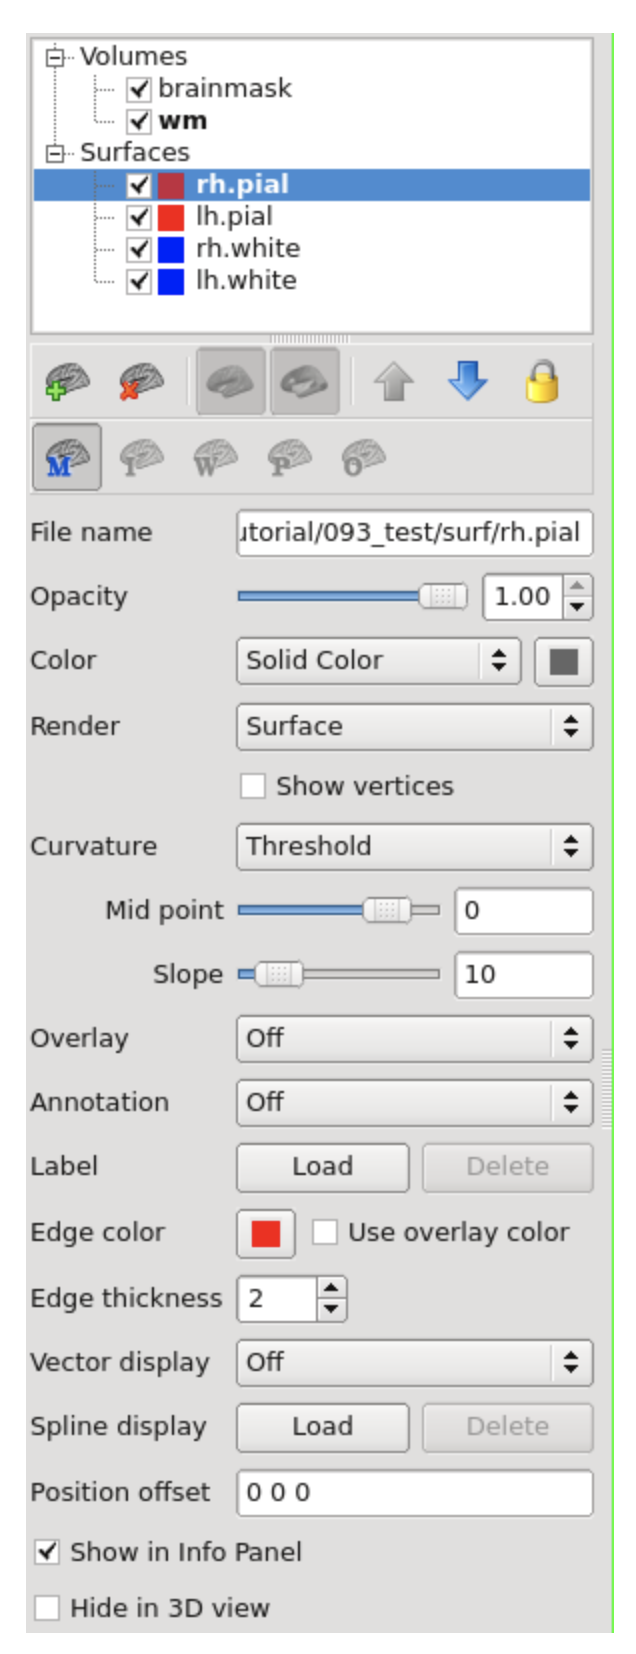 Volumes
brainmask
wm
Surfaces
rh.pial
lh.pial
rh.white
lh.white
M I W P O
File name utorial/093_test/surf/rh.pial
Opacity 1.00
Color Solid Color
Render Surface
Show vertices
Curvature Threshold
Mid point 0
Slope 10
Overlay Off
Annotation Off
Label Load Delete
Edge color Use overlay color
Edge thickness 2
Vector display Off
Spline display Load Delete
Position offset 0 0 0
Show in Info Panel
Hide in 3D view